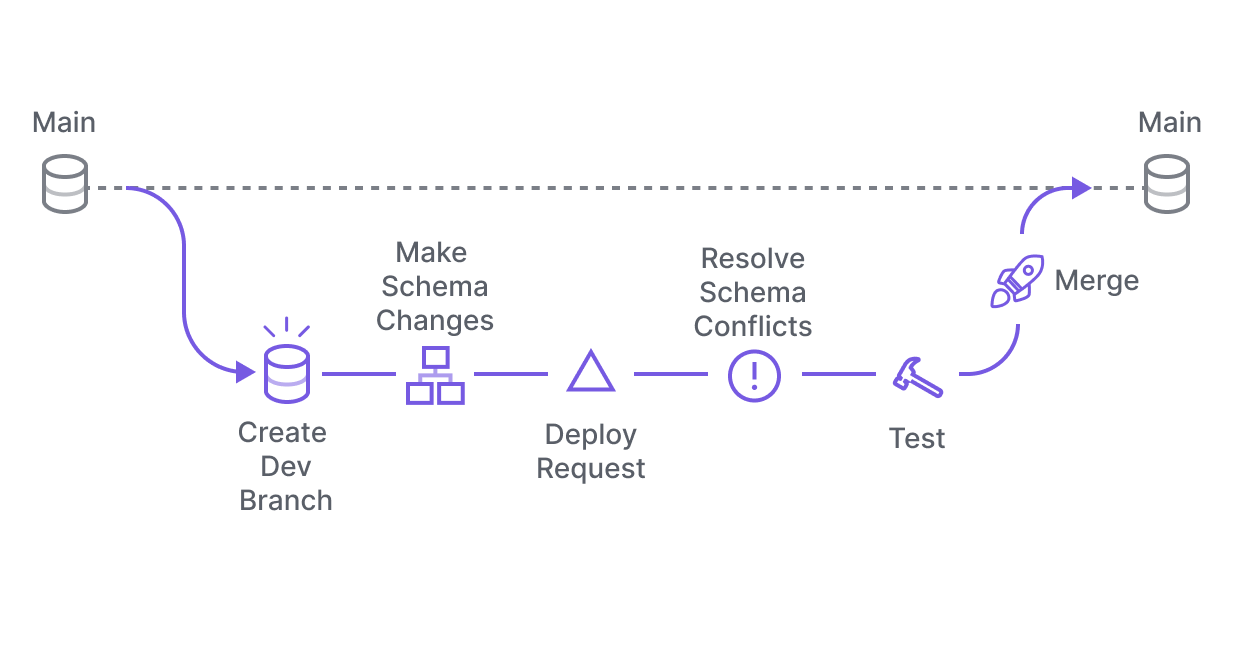 Main
Main
Make
Schema
Changes
Resolve
Schema
Conflicts
Merge
Create
Dev
Branch
Deploy
Request
Test